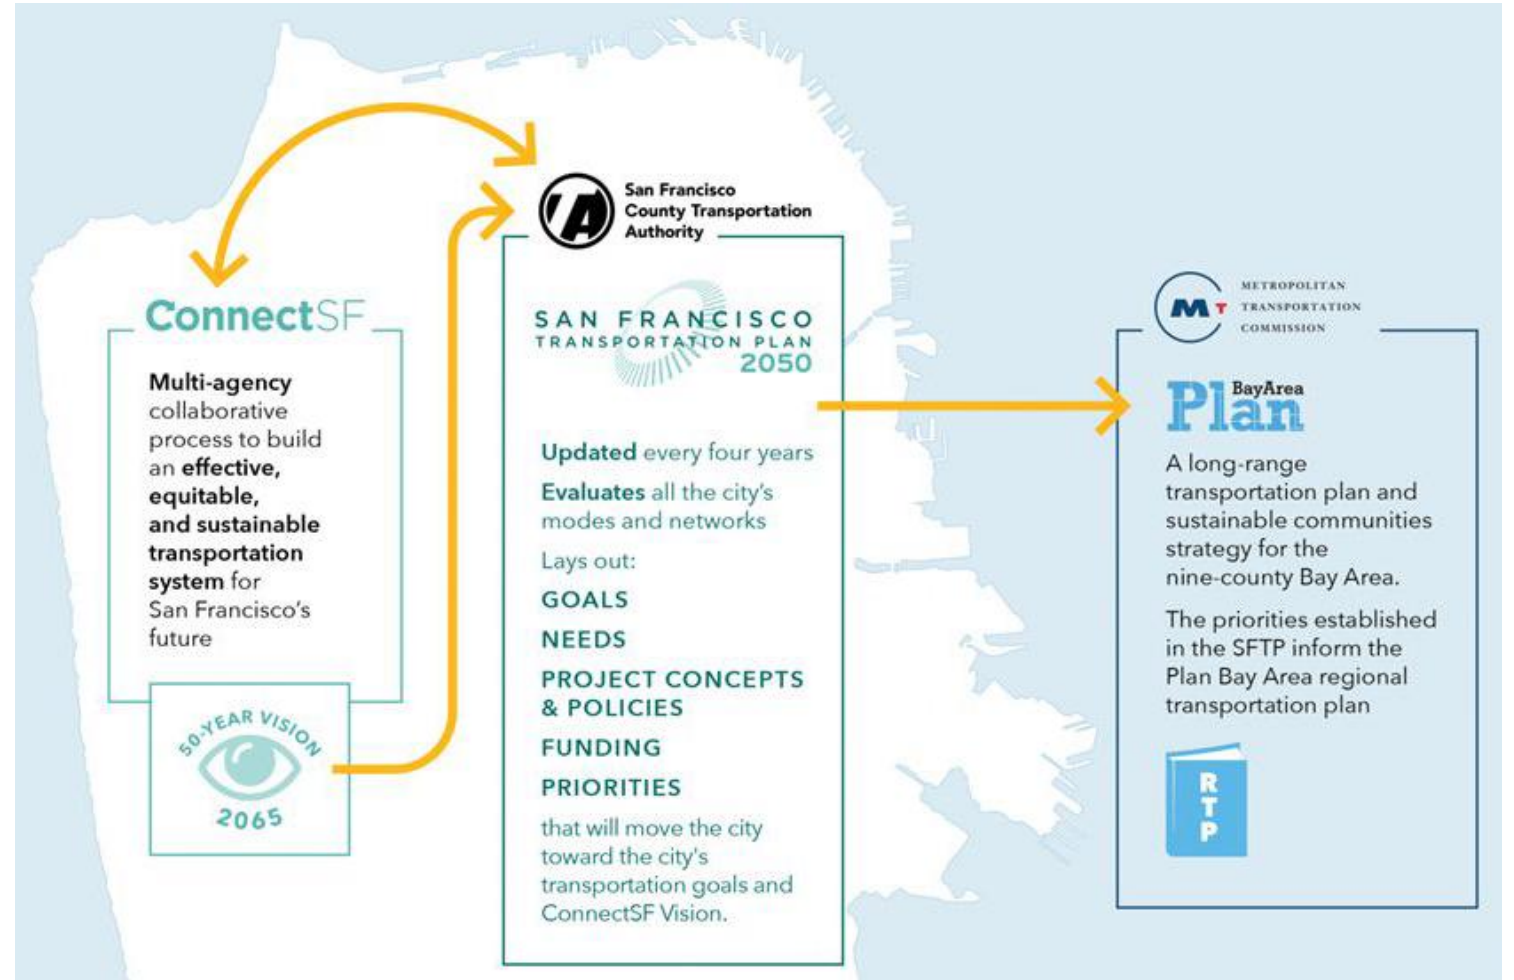 ConnectSF
Multi-agency
collaborative
process to build
an effective,
equitable,
and sustainable
transportation
system for
San Francisco's
future
50-YEAR VISION
2065
San Francisco
County Transportation
Authority
SAN FRANCISCO
TRANSPORTATION PLAN
2050
Updated every four years
Evaluates all the city's
modes and networks
Lays out:
GOALS
NEEDS
PROJECT CONCEPTS
& POLICIES
FUNDING
PRIORITIES
that will move the city
toward the city's
transportation goals and
ConnectSF Vision.
MT
METROPOLITAN
TRANSPORTATION
COMMISSION
BayArea
Plan
A long-range
transportation plan and
sustainable communities
strategy for the
nine-county Bay Area.
The priorities established
in the SFTP inform the
Plan Bay Area regional
transportation plan
RTP